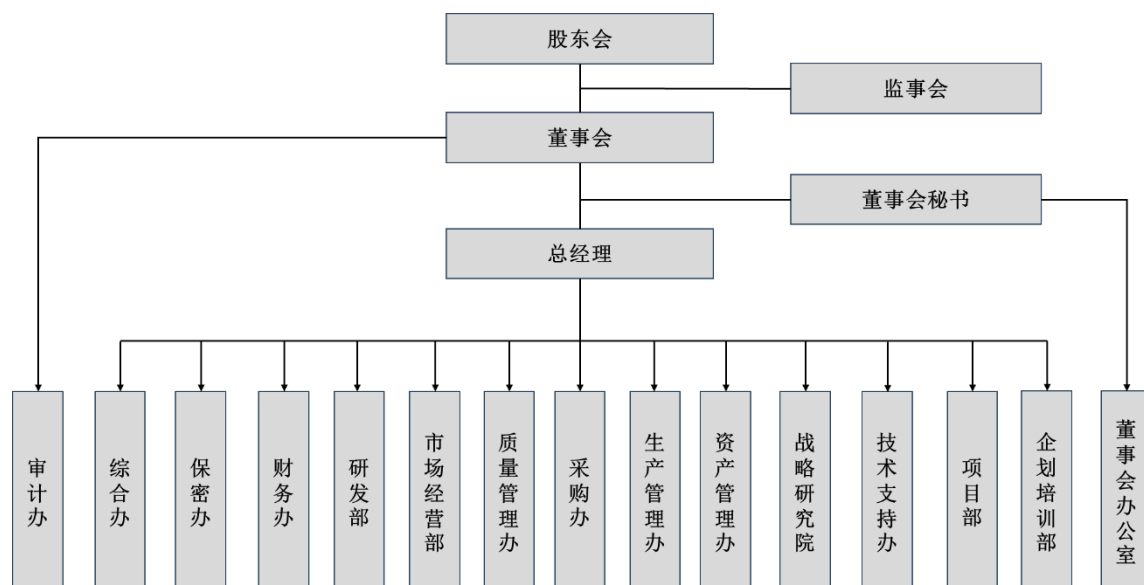 股东会
监事会
董事会
董事会秘书
总经理
审计办
综合办
保密办
财务办
研发部
市场经营部
质量管理办
采购办
生产管理办
资产管理办
战略研究院
技术支持办
项目部
企划培训部
董事会办公室